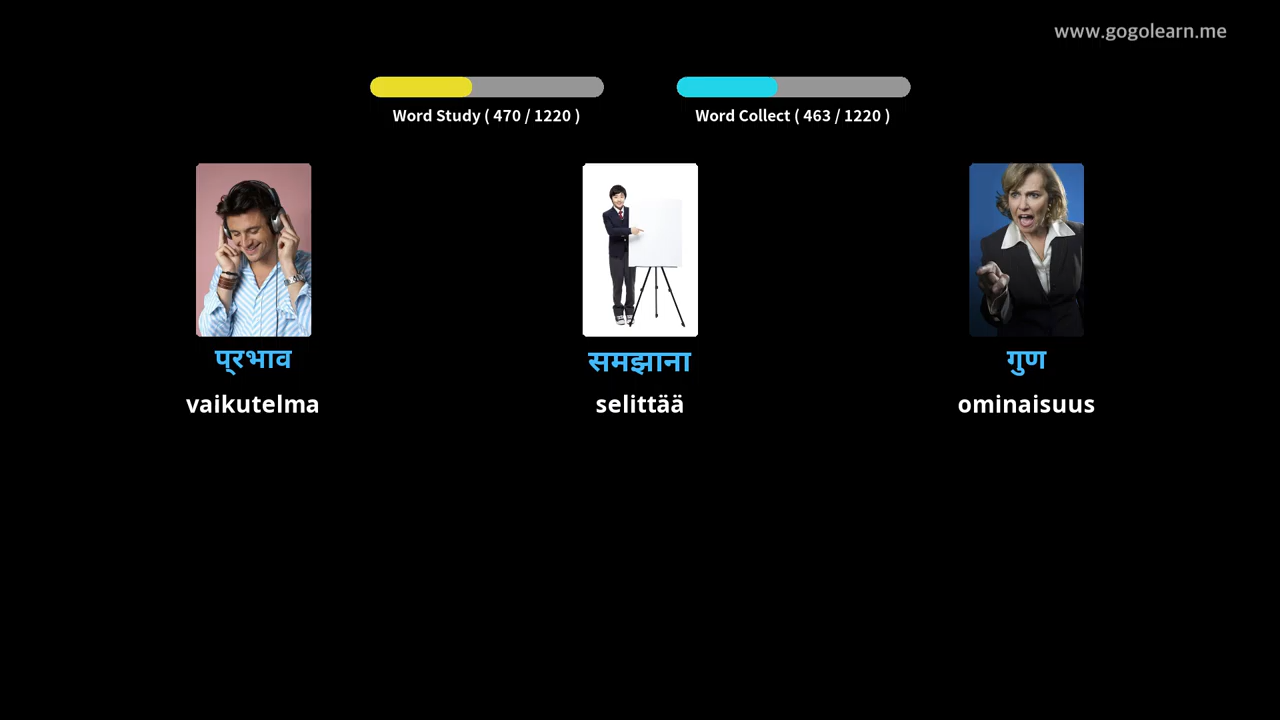 www.gogolearn.me
Word Study ( 470 / 1220 )
Word Collect ( 463 / 1220 )
प्रभाव
समझाना
गुण
vaikutelma
selittää
ominaisuus